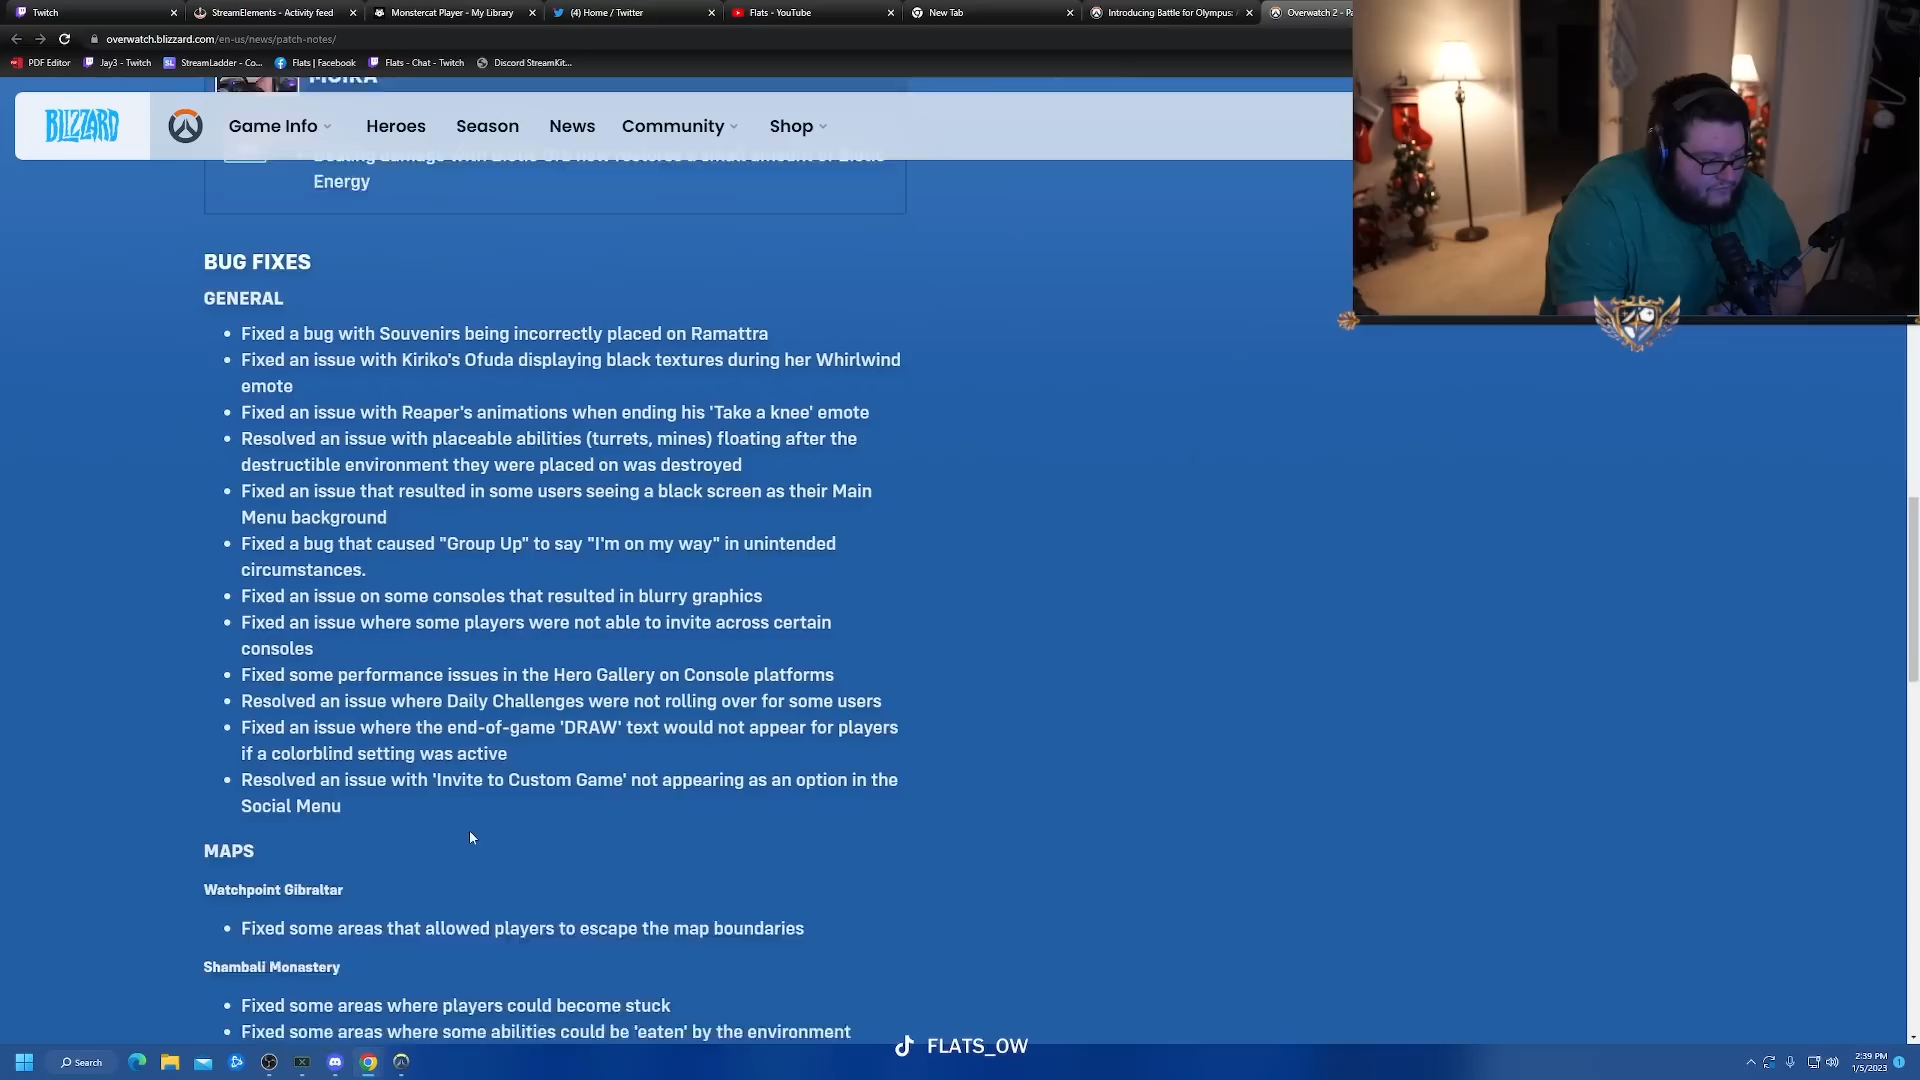 Twitch
StreamElements - Activity feed
Monstercat Player - My Library
(4) Home / Twitter
Flats - YouTube
New Tab
Introducing Battle for Olympus:
Overwatch 2 - Pa
overwatch.blizzard.com/en-us/news/patch-notes/
PDF Editor
Jay3 - Twitch
StreamLadder - Co...
Flats | Facebook
Flats - Chat - Twitch
Discord StreamKit...
MOIRA
BLIZZARD
Game Info
Heroes
Season
News
Community
Shop
Energy
BUG FIXES
GENERAL
• Fixed a bug with Souvenirs being incorrectly placed on Ramattra
• Fixed an issue with Kiriko's Ofuda displaying black textures during her Whirlwind
emote
• Fixed an issue with Reaper's animations when ending his 'Take a knee' emote
• Resolved an issue with placeable abilities (turrets, mines) floating after the
destructible environment they were placed on was destroyed
• Fixed an issue that resulted in some users seeing a black screen as their Main
Menu background
• Fixed a bug that caused "Group Up" to say "I'm on my way" in unintended
circumstances.
• Fixed an issue on some consoles that resulted in blurry graphics
• Fixed an issue where some players were not able to invite across certain
consoles
• Fixed some performance issues in the Hero Gallery on Console platforms
• Resolved an issue where Daily Challenges were not rolling over for some users
• Fixed an issue where the end-of-game 'DRAW' text would not appear for players
if a colorblind setting was active
• Resolved an issue with 'Invite to Custom Game' not appearing as an option in the
Social Menu
MAPS
Watchpoint Gibraltar
• Fixed some areas that allowed players to escape the map boundaries
Shambali Monastery
• Fixed some areas where players could become stuck
• Fixed some areas where some abilities could be 'eaten' by the environment
FLATS_OW
Search
2:39 PM
1/5/2023